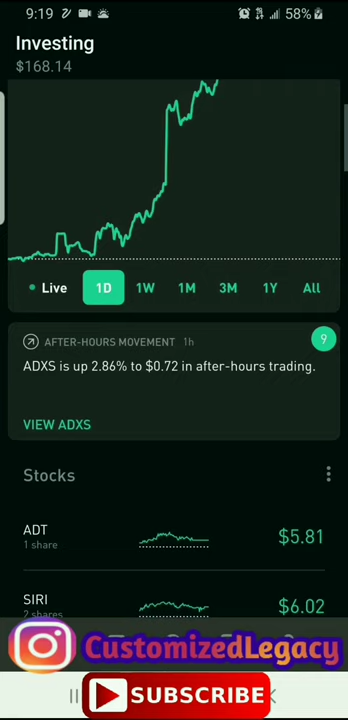 9:19 58%
Investing
$168.14
Live 1D 1W 1M 3M 1Y All
AFTER-HOURS MOVEMENT 1h 9
ADXS is up 2.86% to $0.72 in after-hours trading.
VIEW ADXS
Stocks
ADT
1 share
$5.81
SIRI
2 shares
$6.02
CustomizedLegacy
SUBSCRIBE